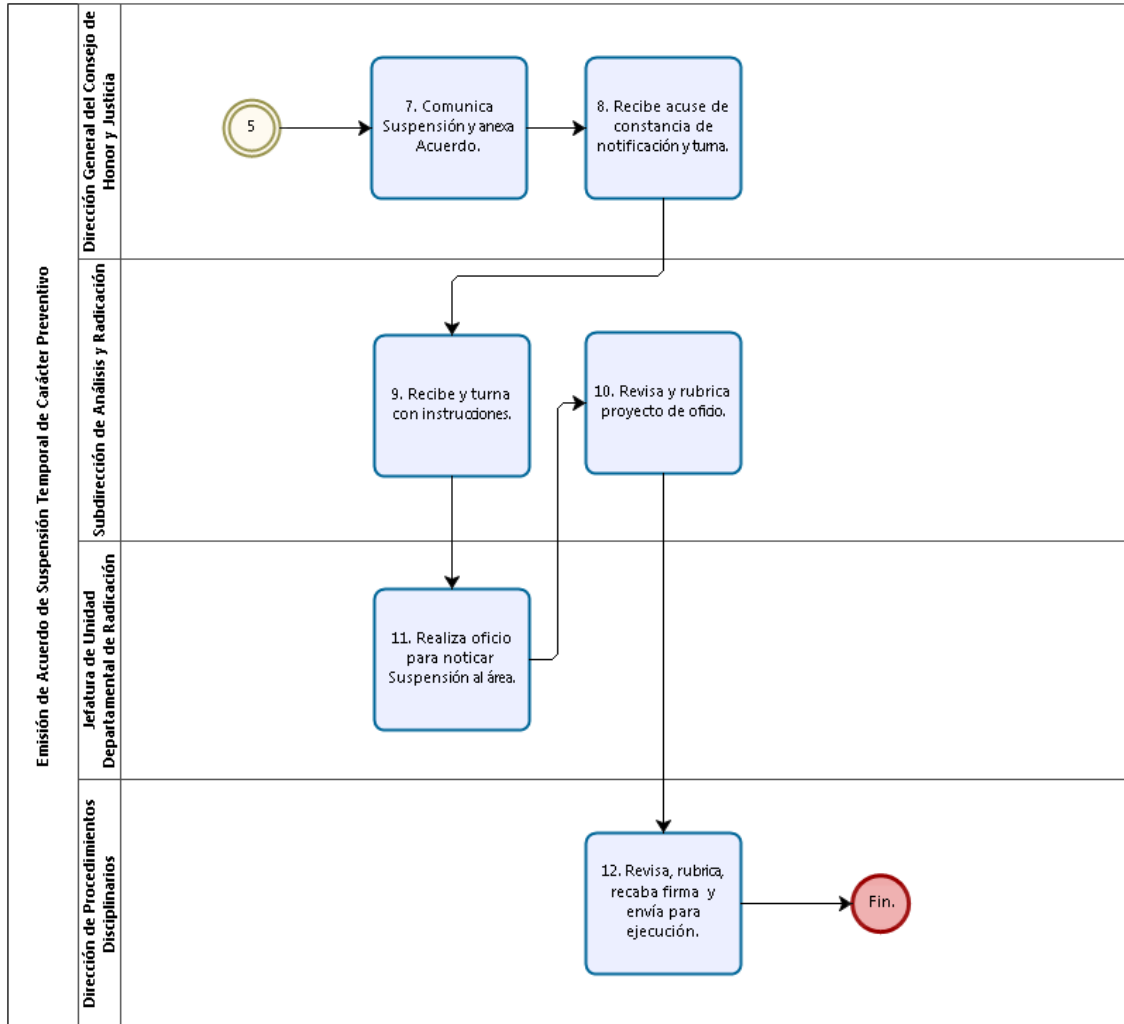 Emisión de Acuerdo de Suspensión Temporal de Carácter Preventivo
Dirección General del Consejo de
Honor y Justicia
5
7. Comunica
Suspensión y anexa
Acuerdo.
8. Recibe acuse de
constancia de
notificación y turna.
Subdirección de Análisis y Radicación
9. Recibe y turna
con instrucciones.
10. Revisa y rubrica
proyecto de oficio.
Jefatura de Unidad
Departamental de Radicación
11. Realiza oficio
para noticar
Suspensión al área.
Dirección de Procedimientos
Disciplinarios
12. Revisa, rubrica,
recaba firma y
envía para
ejecución.
Fin.